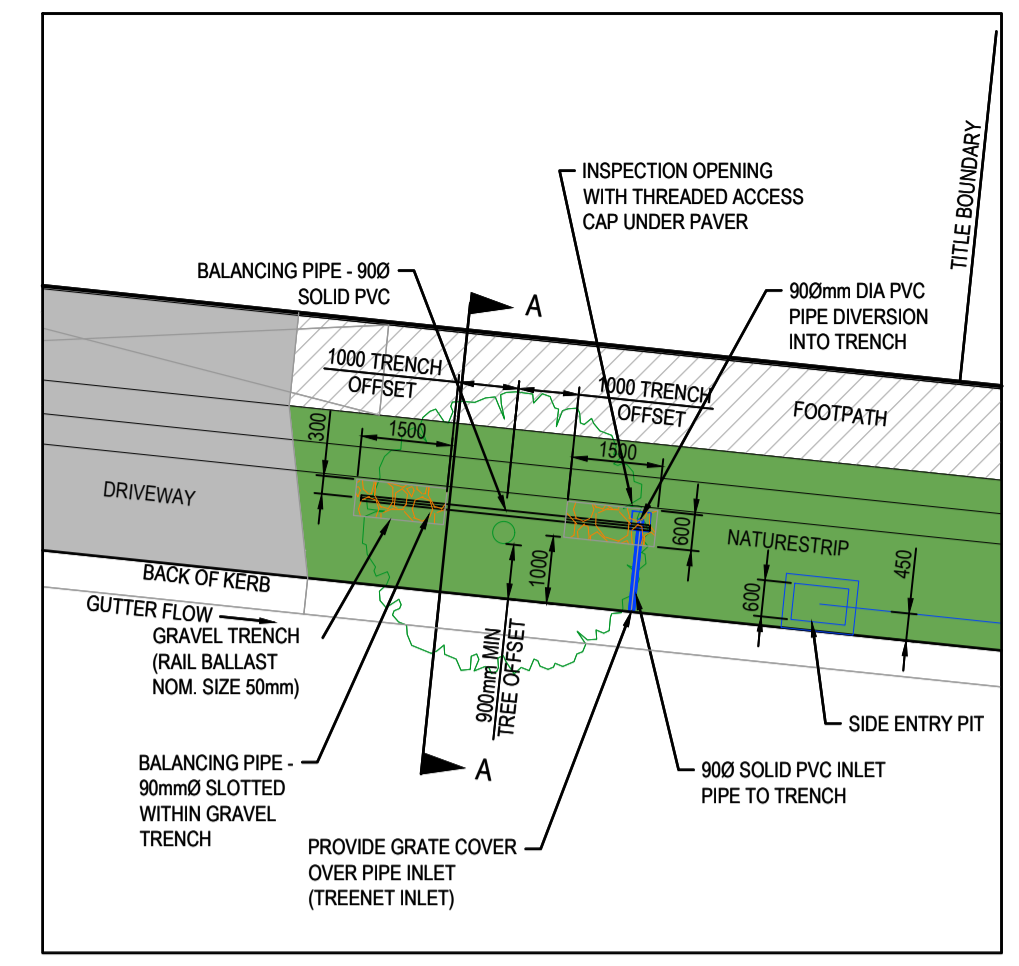 INSPECTION OPENING
WITH THREADED ACCESS
CAP UNDER PAVER
TITLE BOUNDARY
BALANCING PIPE - 90Ø
SOLID PVC
90Ømm DIA PVC
PIPE DIVERSION
INTO TRENCH
A
1000 TRENCH
OFFSET
1000 TRENCH
OFFSET
FOOTPATH
300
1500
1500
DRIVEWAY
600
NATURESTRIP
1000
600
450
BACK OF KERB
GUTTER FLOW
GRAVEL TRENCH
(RAIL BALLAST
NOM. SIZE 50mm)
900mm MIN
TREE OFFSET
SIDE ENTRY PIT
A
BALANCING PIPE -
90mmØ SLOTTED
WITHIN GRAVEL
TRENCH
90Ø SOLID PVC INLET
PIPE TO TRENCH
PROVIDE GRATE COVER
OVER PIPE INLET
(TREENET INLET)